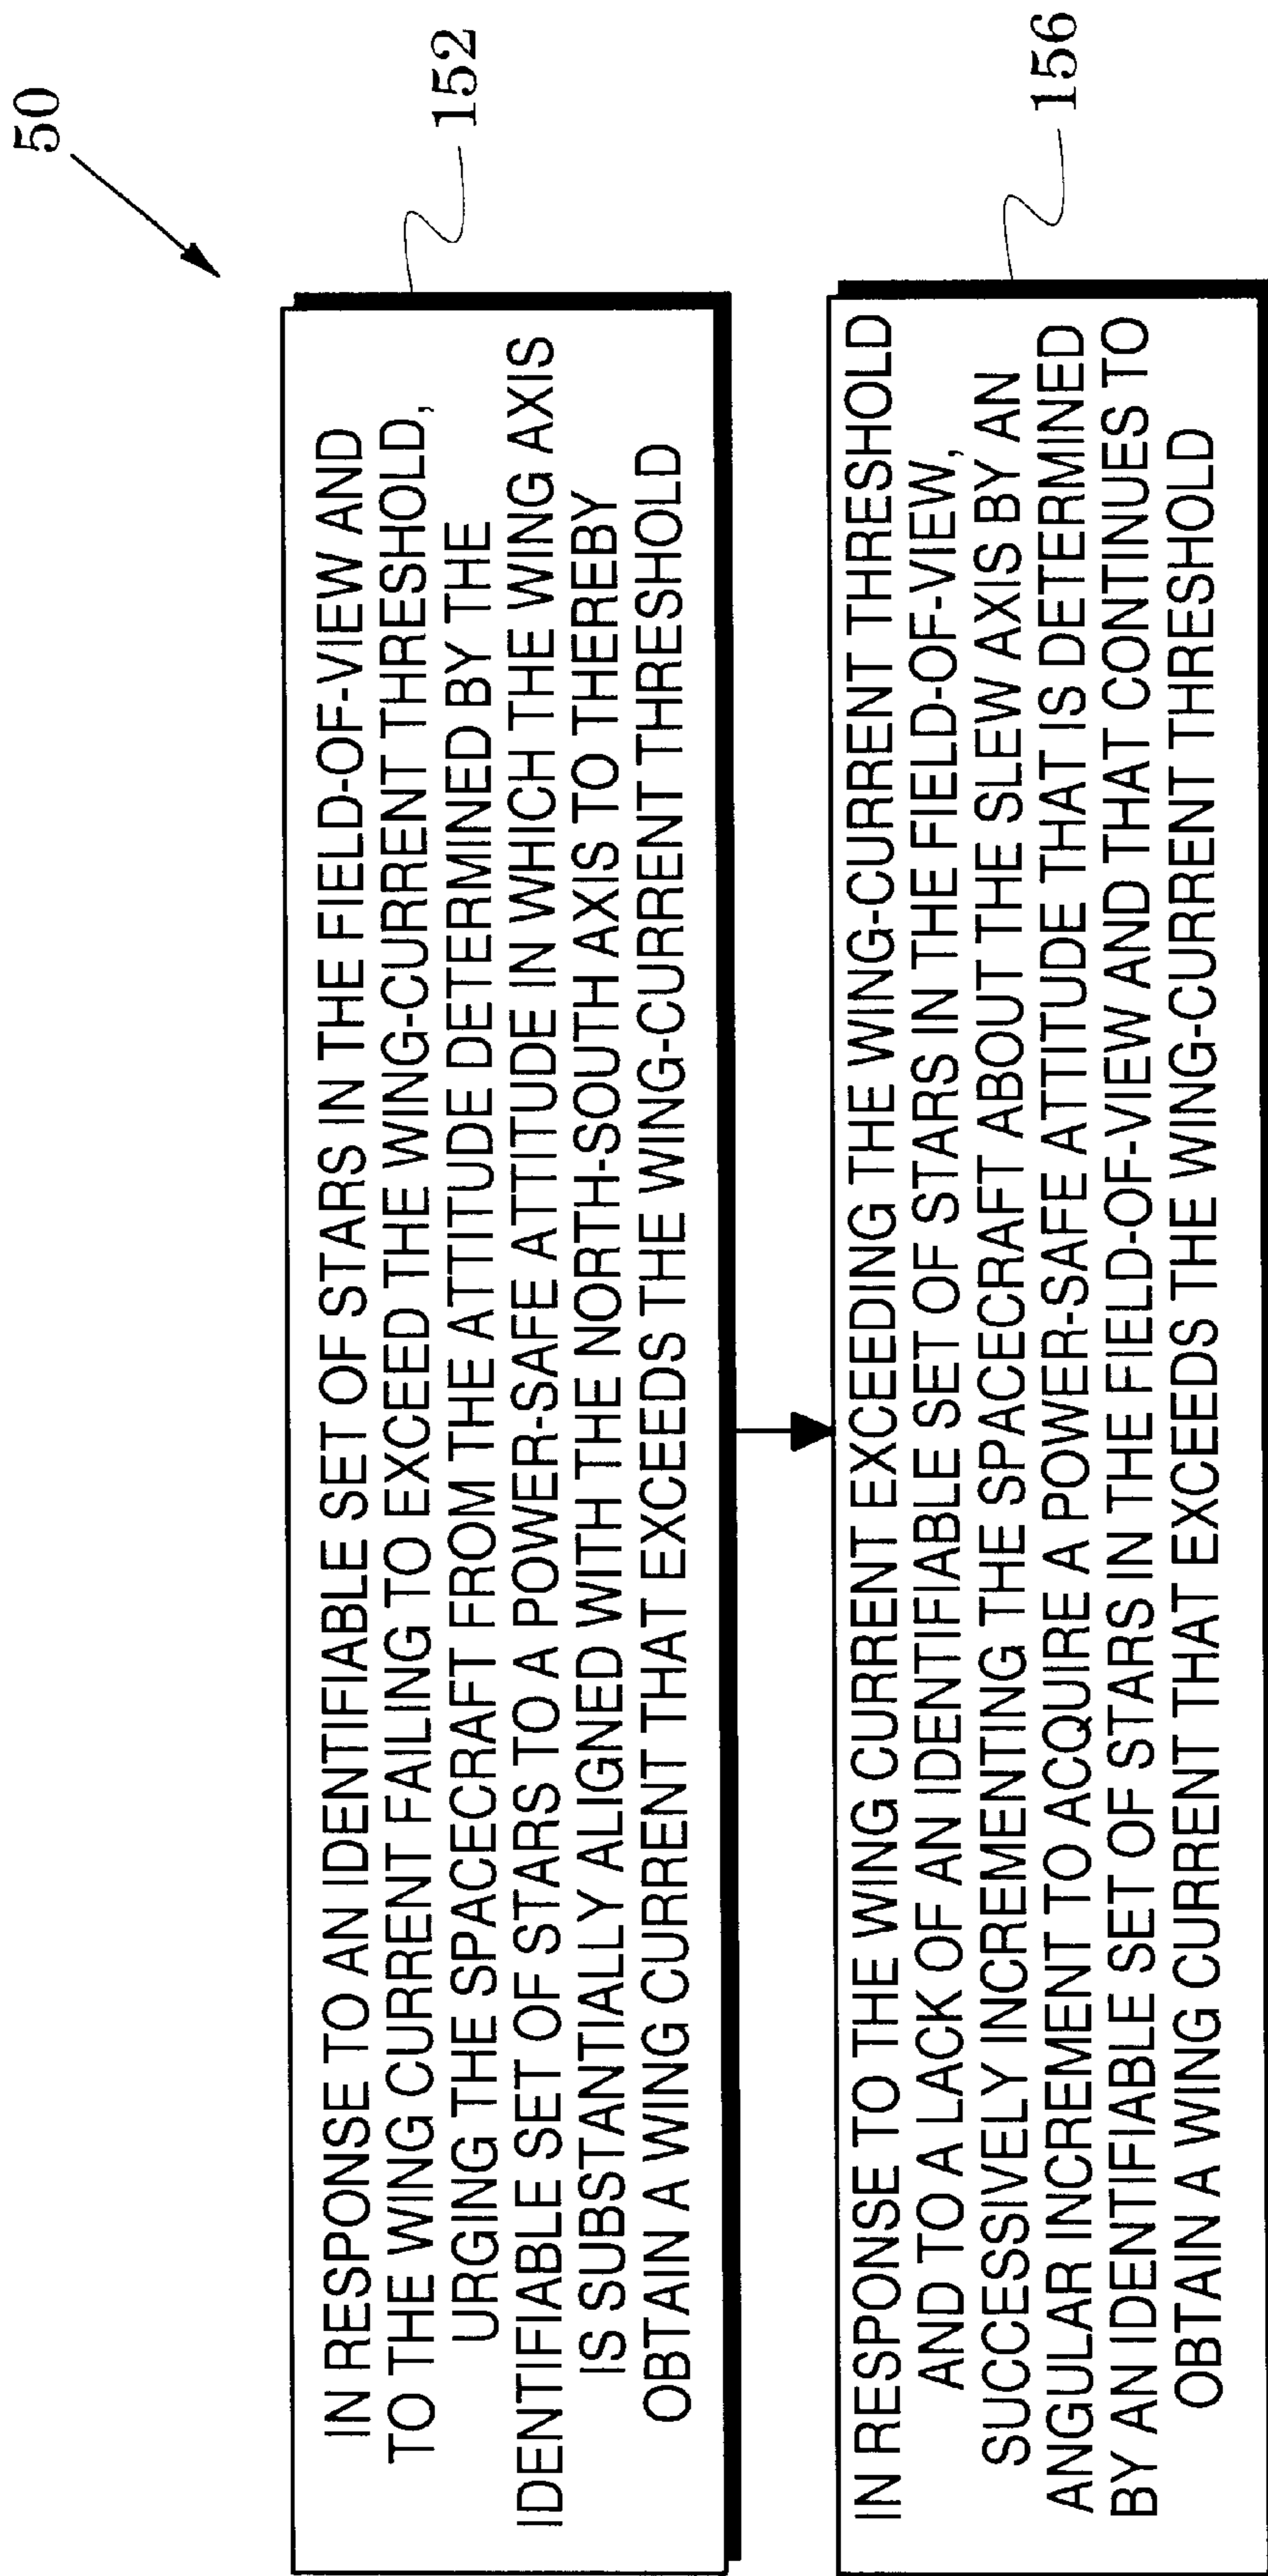 50
IN RESPONSE TO AN IDENTIFIABLE SET OF STARS IN THE FIELD-OF-VIEW AND
TO THE WING CURRENT FAILING TO EXCEED THE WING-CURRENT THRESHOLD,
URGING THE SPACECRAFT FROM THE ATTITUDE DETERMINED BY THE
IDENTIFIABLE SET OF STARS TO A POWER-SAFE ATTITUDE IN WHICH THE WING AXIS
IS SUBSTANTIALLY ALIGNED WITH THE NORTH-SOUTH AXIS TO THEREBY
OBTAIN A WING CURRENT THAT EXCEEDS THE WING-CURRENT THRESHOLD
152
IN RESPONSE TO THE WING CURRENT EXCEEDING THE WING-CURRENT THRESHOLD
AND TO A LACK OF AN IDENTIFIABLE SET OF STARS IN THE FIELD-OF-VIEW,
SUCCESSIVELY INCREMENTING THE SPACECRAFT ABOUT THE SLEW AXIS BY AN
ANGULAR INCREMENT TO ACQUIRE A POWER-SAFE ATTITUDE THAT IS DETERMINED
BY AN IDENTIFIABLE SET OF STARS IN THE FIELD-OF-VIEW AND THAT CONTINUES TO
OBTAIN A WING CURRENT THAT EXCEEDS THE WING-CURRENT THRESHOLD
156